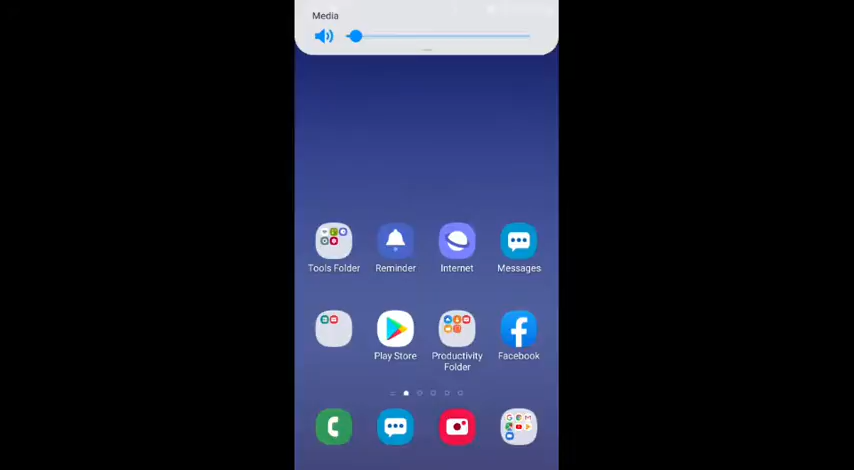 Media
Tools Folder
Reminder
Internet
Messages
Play Store
Productivity
Folder
Facebook